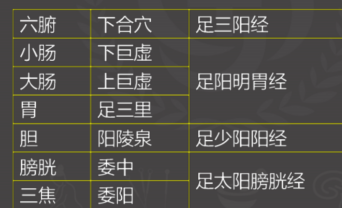 六腑 下合穴 足三阳经
小肠 下巨虚
大肠 上巨虚 足阳明胃经
胃 足三里
胆 阳陵泉 足少阳阳经
膀胱 委中 足太阳膀胱经
三焦 委阳